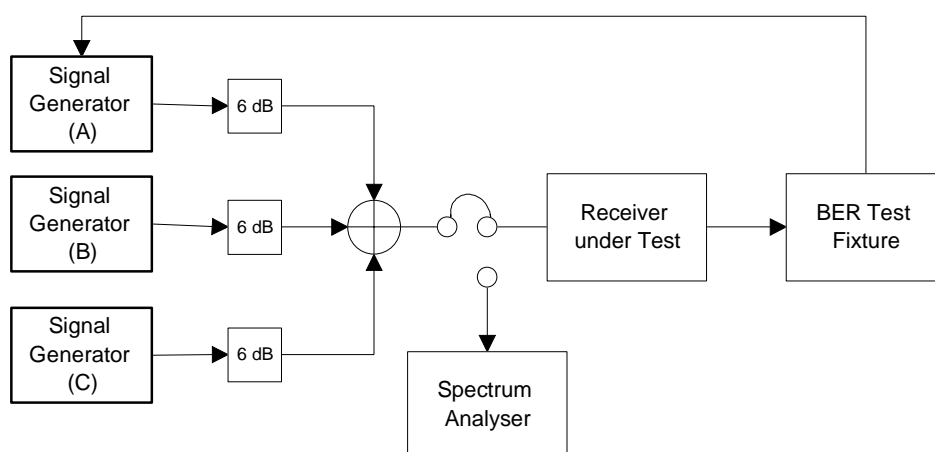 Signal
Generator
(A)
6 dB
Signal
Generator
(B)
6 dB
Signal
Generator
(C)
6 dB
Receiver
under Test
BER Test
Fixture
Spectrum
Analyser